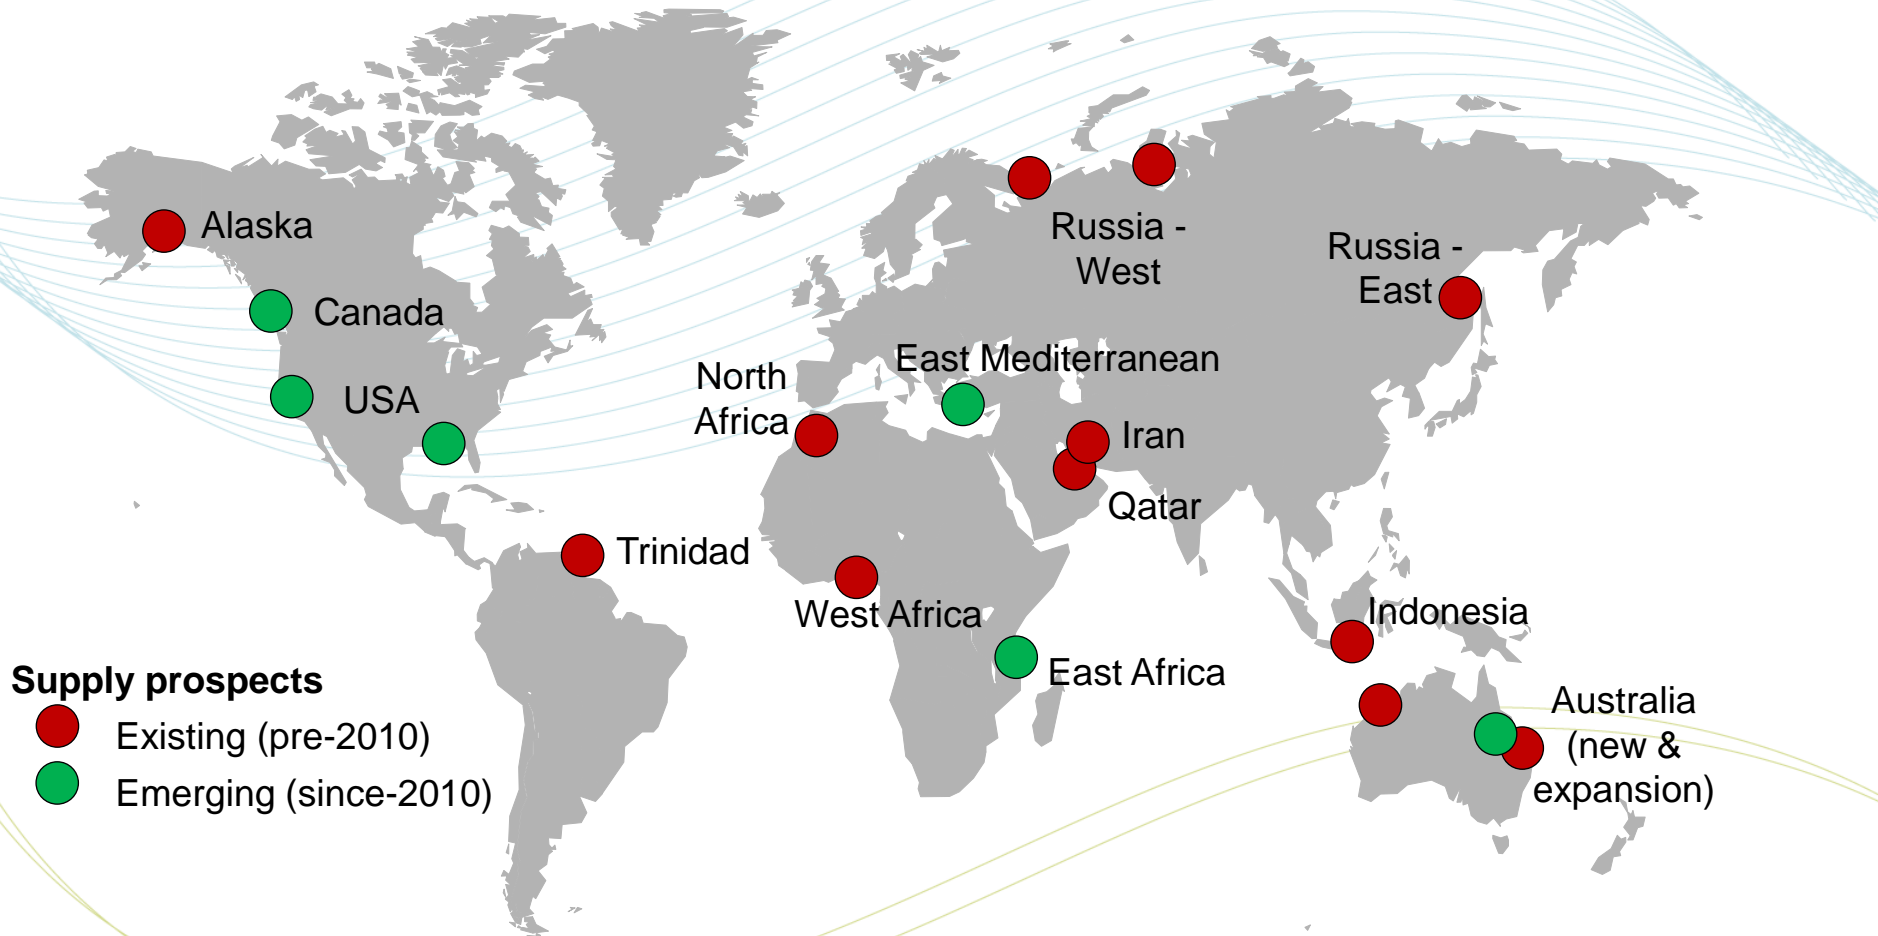 Alaska
Canada
USA
Trinidad
North
Africa
West Africa
East Mediterranean
Russia -
West
Russia -
East
Iran
Qatar
East Africa
Indonesia
Australia
(new &
expansion)
Supply prospects
Existing (pre-2010)
Emerging (since-2010)